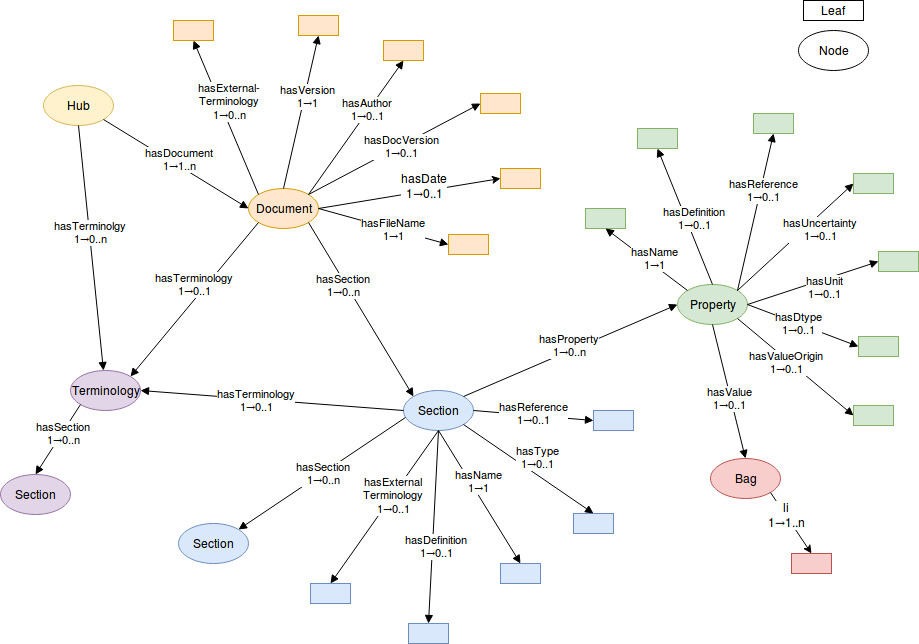 Leaf
Node
Hub
hasExternal-
Terminology
1→0..n
hasVersion
1→1
hasAuthor
1→0..1
hasDocVersion
1→0..1
hasDocument
1→1..n
hasDate
1→0..1
Document
hasFileName
1→1
hasTerminolgy
1→0..n
hasTerminology
1→0..1
hasSection
1→0..n
hasReference
1→0..1
hasDefinition
1→0..1
hasUncertainty
1→0..1
hasName
1→1
hasUnit
1→0..1
Property
hasDtype
1→0..1
hasValueOrigin
1→0..1
hasProperty
1→0..n
hasValue
1→0..1
Terminology
hasTerminology
1→0..1
Section
hasReference
1→0..1
hasSection
1→0..n
Section
hasSection
1→0..n
hasExternal
Terminology
1→0..1
hasName
1→1
hasType
1→0..1
Bag
li
1→1..n
Section
hasDefinition
1→0..1